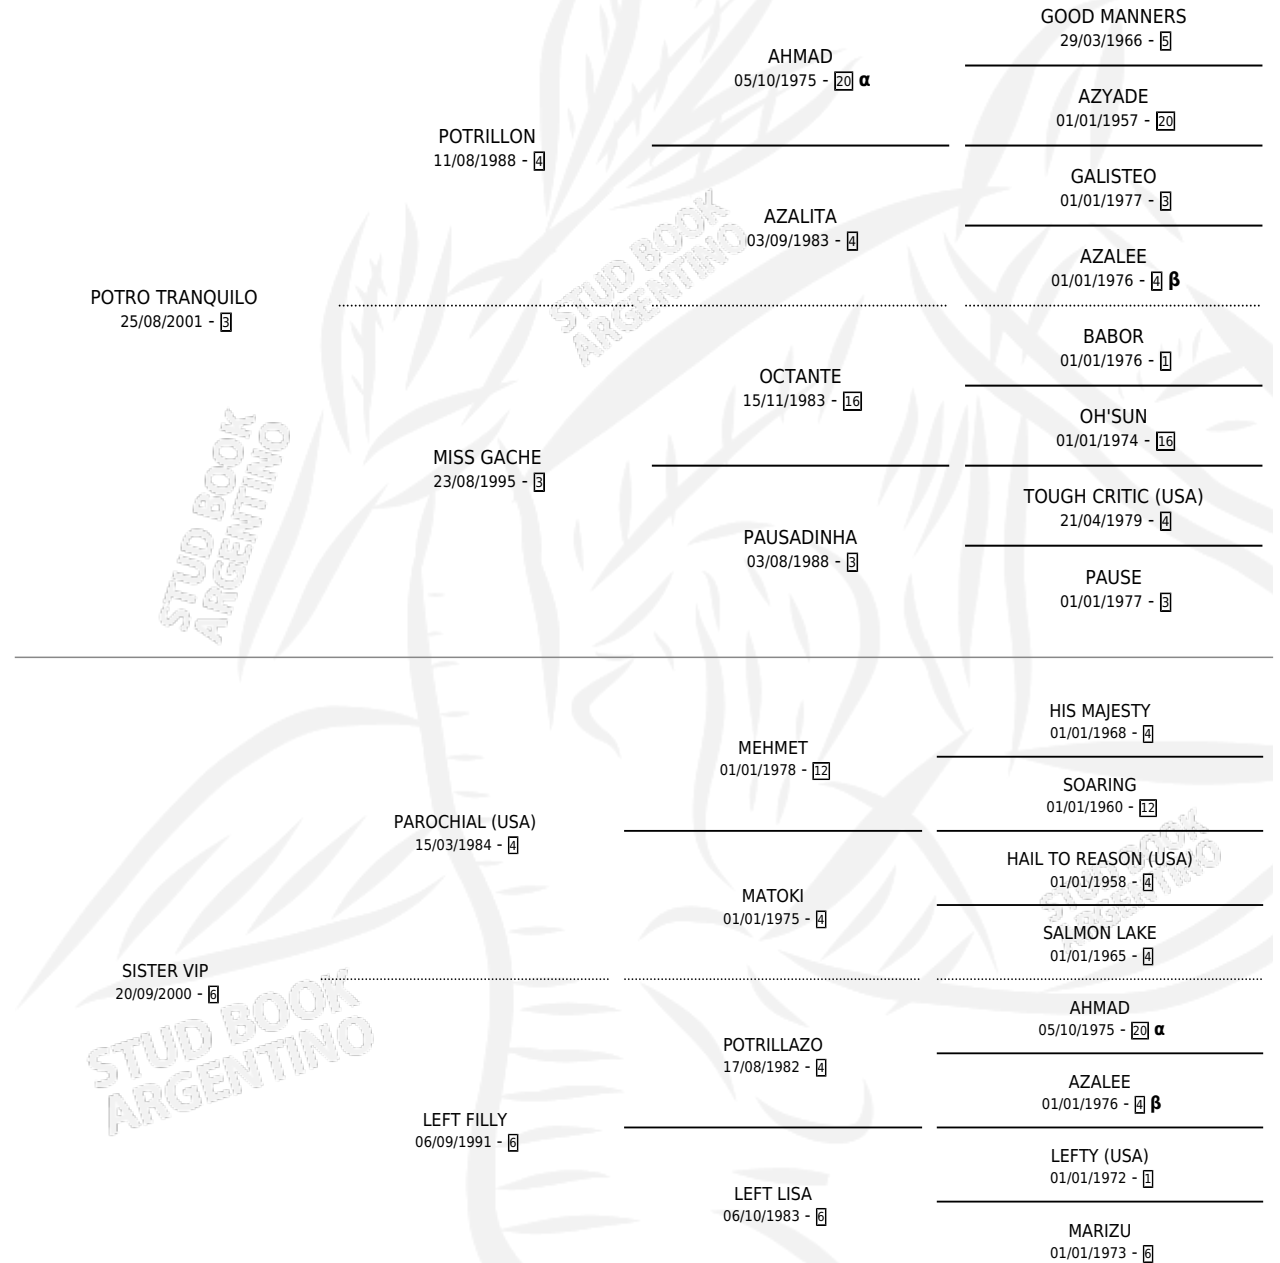 GOOD MANNERS
29/03/1966 - 5
AHMAD
05/10/1975 - 20 α
AZYADE
01/01/1957 - 20
POTRILLON
11/08/1988 - 4
GALISTEO
01/01/1977 - 3
AZALITA
03/09/1983 - 4
AZALEE
01/01/1976 - 4 β
POTRO TRANQUILO
25/08/2001 - 3
BABOR
01/01/1976 - 1
OCTANTE
15/11/1983 - 16
OH'SUN
01/01/1974 - 16
MISS GACHE
23/08/1995 - 3
TOUGH CRITIC (USA)
21/04/1979 - 4
PAUSADINHA
03/08/1988 - 3
PAUSE
01/01/1977 - 3
HIS MAJESTY
01/01/1968 - 4
MEHMET
01/01/1978 - 12
SOARING
01/01/1960 - 12
PAROCHIAL (USA)
15/03/1984 - 4
HAIL TO REASON (USA)
01/01/1958 - 4
MATOKI
01/01/1975 - 4
SALMON LAKE
01/01/1965 - 4
SISTER VIP
20/09/2000 - 6
AHMAD
05/10/1975 - 20 α
POTRILLAZO
17/08/1982 - 4
AZALEE
01/01/1976 - 4 β
LEFT FILLY
06/09/1991 - 6
LEFTY (USA)
01/01/1972 - 1
LEFT LISA
06/10/1983 - 6
MARIZU
01/01/1973 - 6
STUD BOOK
ARGENTINO
STUD BOOK
ARGENTINO
STUD BOOK
ARGENTINO
STUD BOOK
ARGENTINO